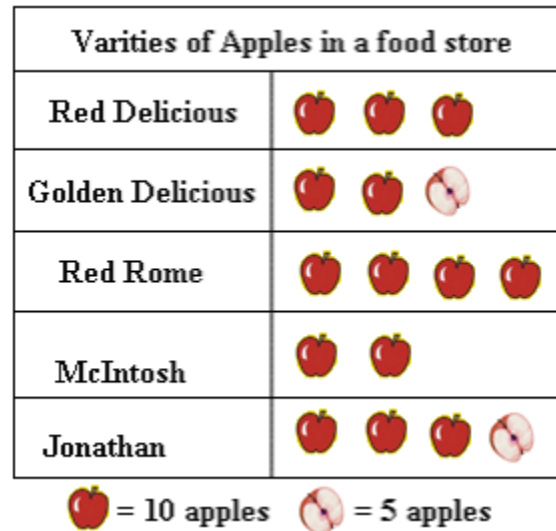 Varities of Apples in a food store
Red Delicious
Golden Delicious
Red Rome
McIntosh
Jonathan
= 10 apples = 5 apples